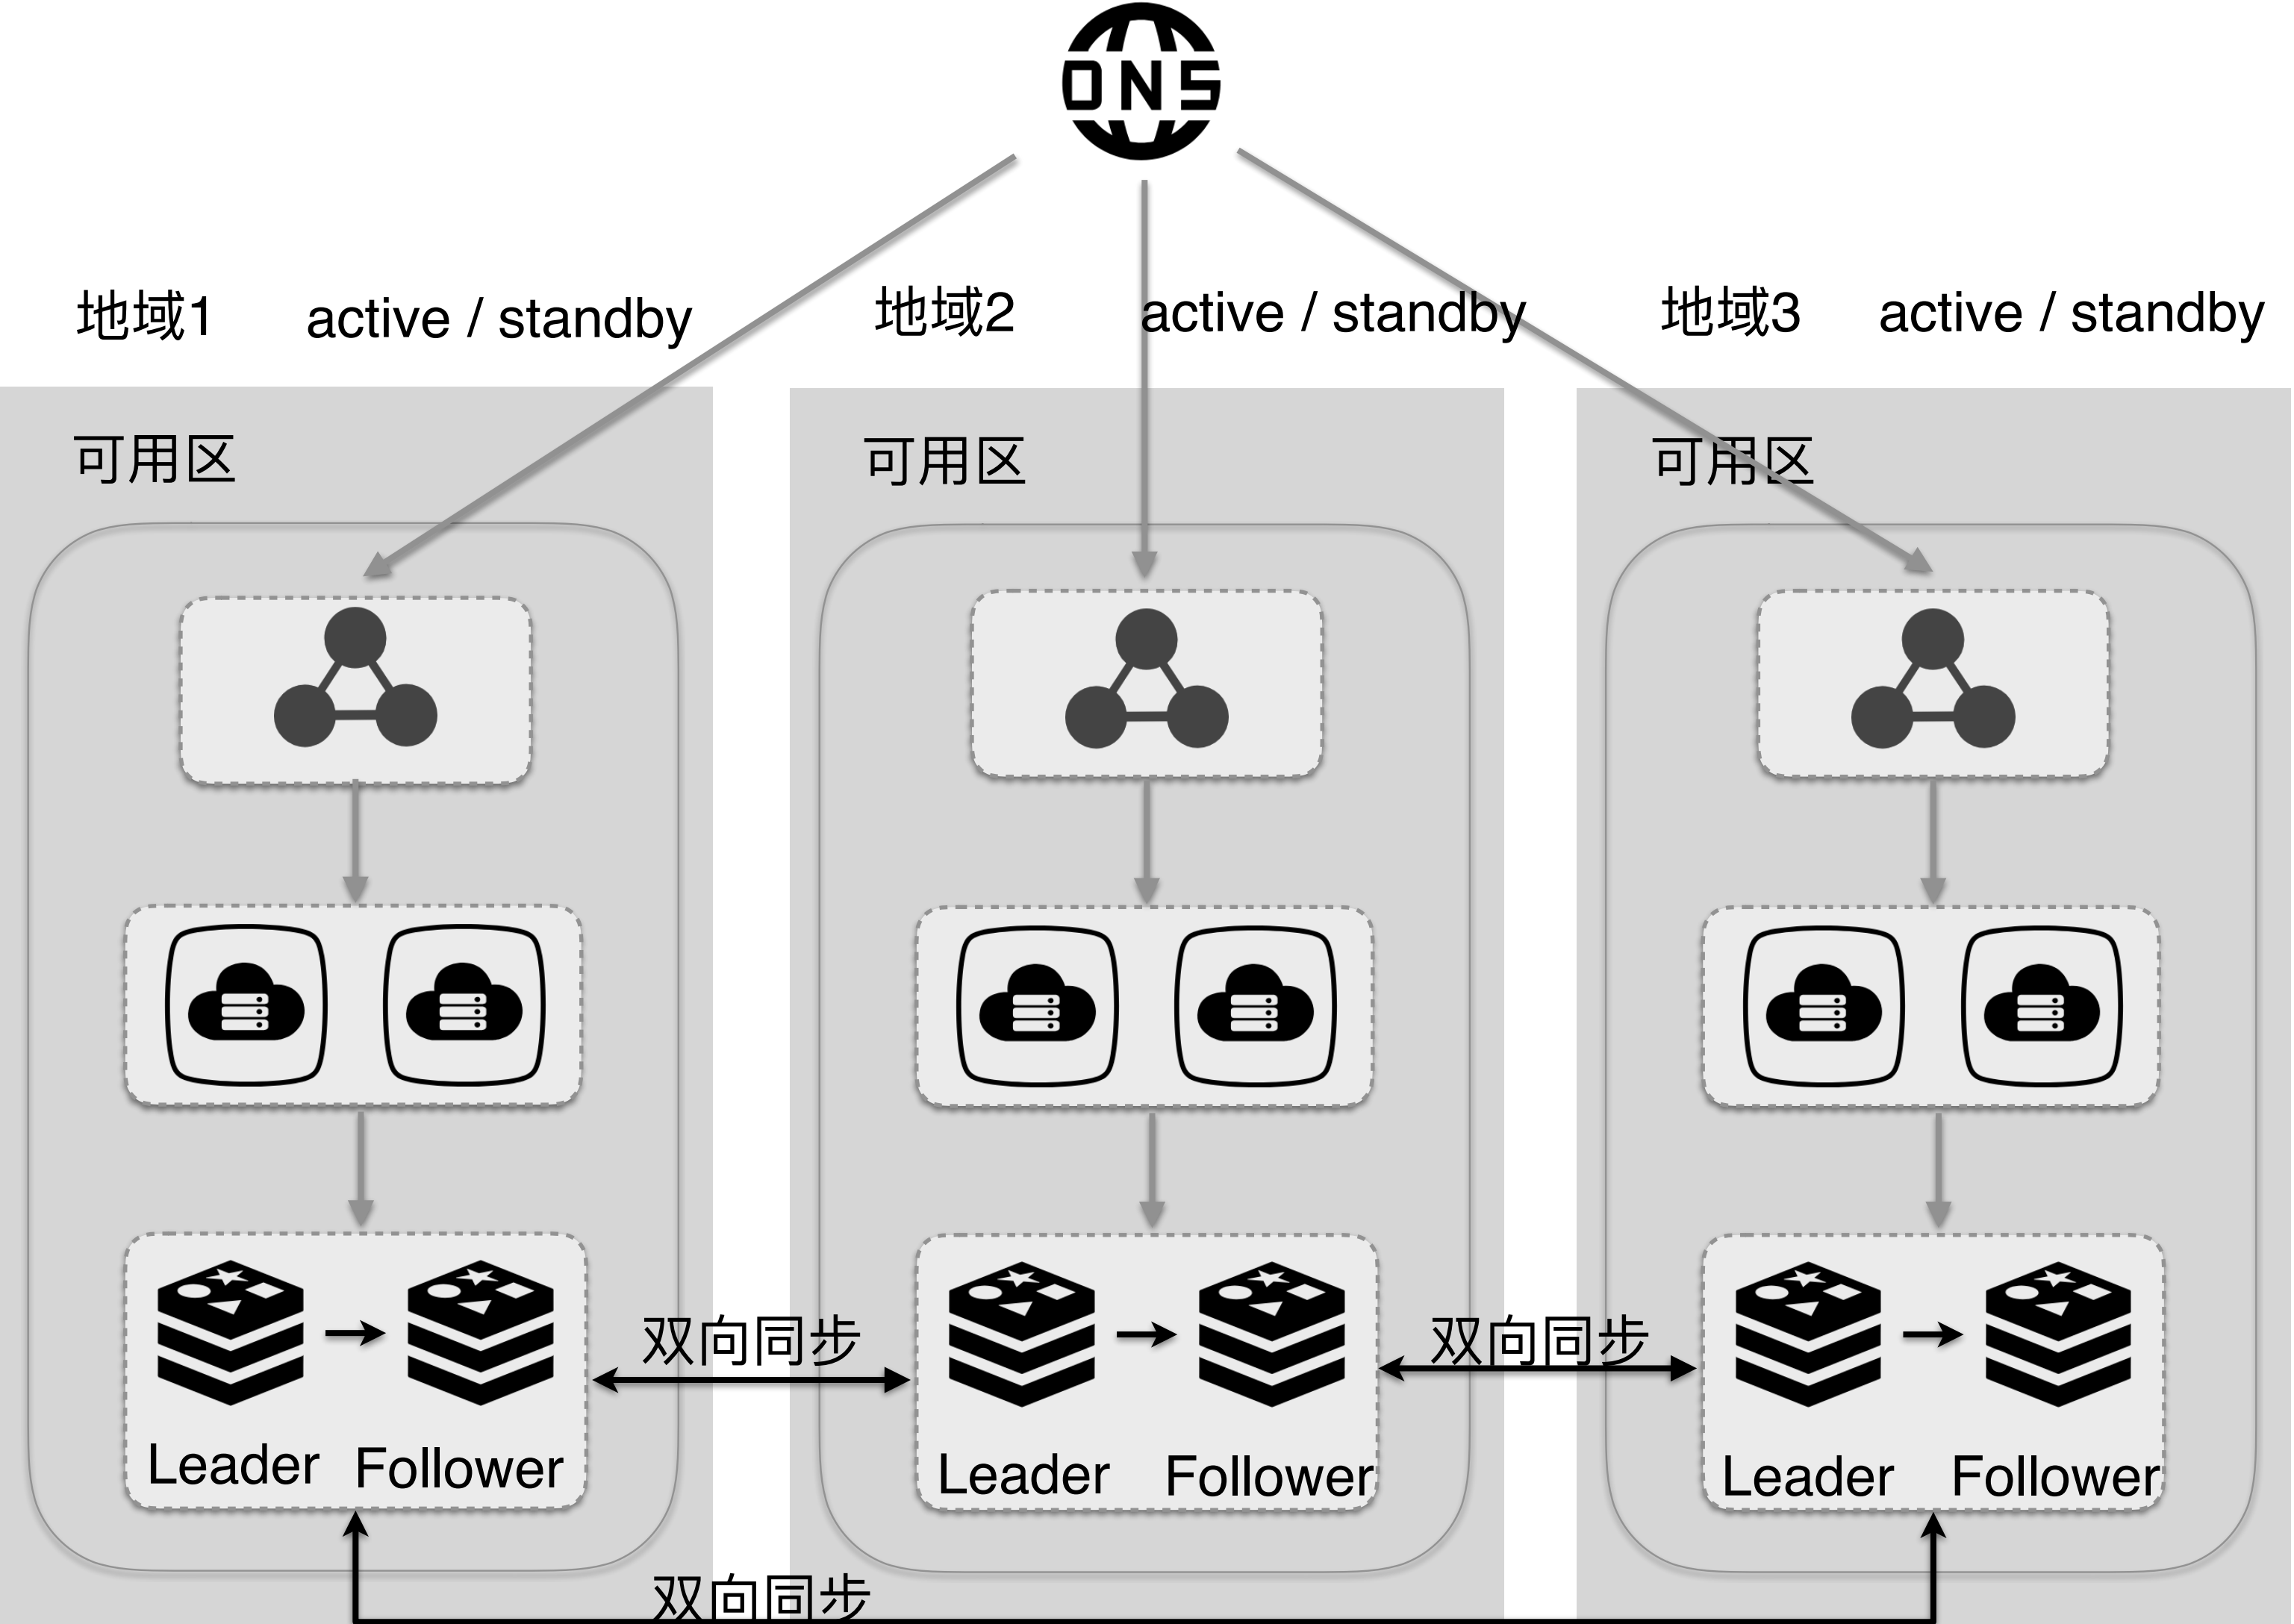 DNS
地域1 active / standby
地域2 active / standby
地域3 active / standby
可用区
可用区
可用区
双向同步
双向同步
Leader Follower
Leader Follower
Leader Follower
双向同步